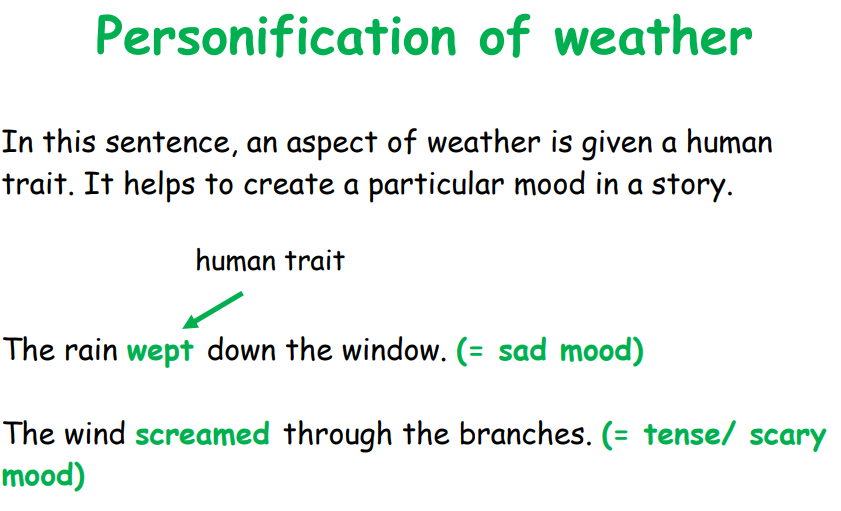 Personification of weather
In this sentence, an aspect of weather is given a human
trait. It helps to create a particular mood in a story.
human trait
The rain wept down the window. (= sad mood)
The wind screamed through the branches. (= tense/ scary
mood)